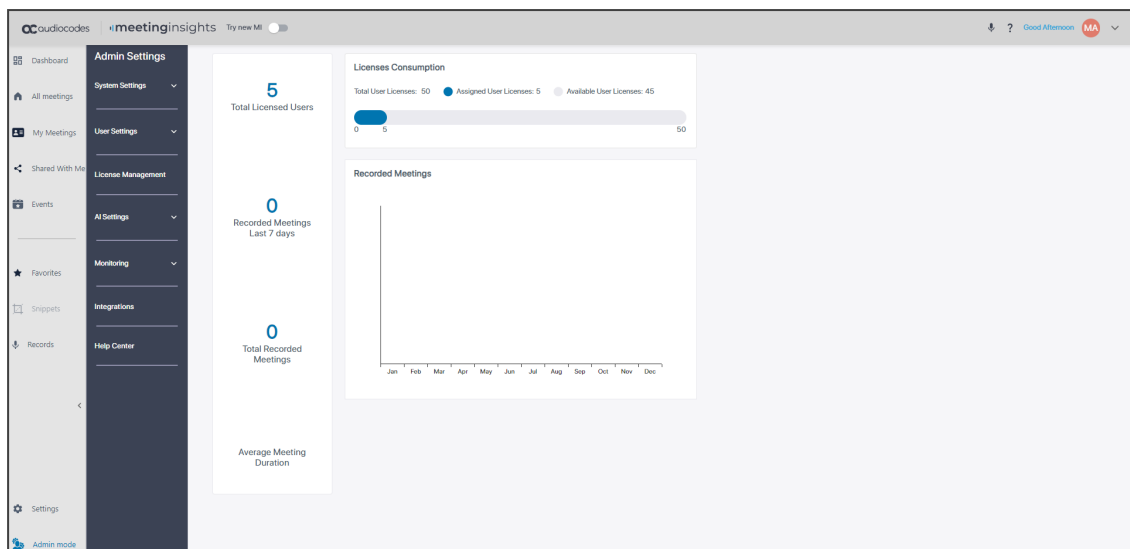 audiocodes meetinginsights Try new MI ? Good Afternoon MA
Dashboard
All meetings
My Meetings
Shared With Me
Events
Favorites
Snippets
Records
Settings
Admin mode
Admin Settings
System Settings
User Settings
License Management
AI Settings
Monitoring
Integrations
Help Center
5
Total Licensed Users
0
Recorded Meetings
Last 7 days
0
Total Recorded
Meetings
Average Meeting
Duration
Licenses Consumption
Total User Licenses: 50 Assigned User Licenses: 5 Available User Licenses: 45
0 5 50
Recorded Meetings
Jan Feb Mar Apr May Jun Jul Aug Sep Oct Nov Dec